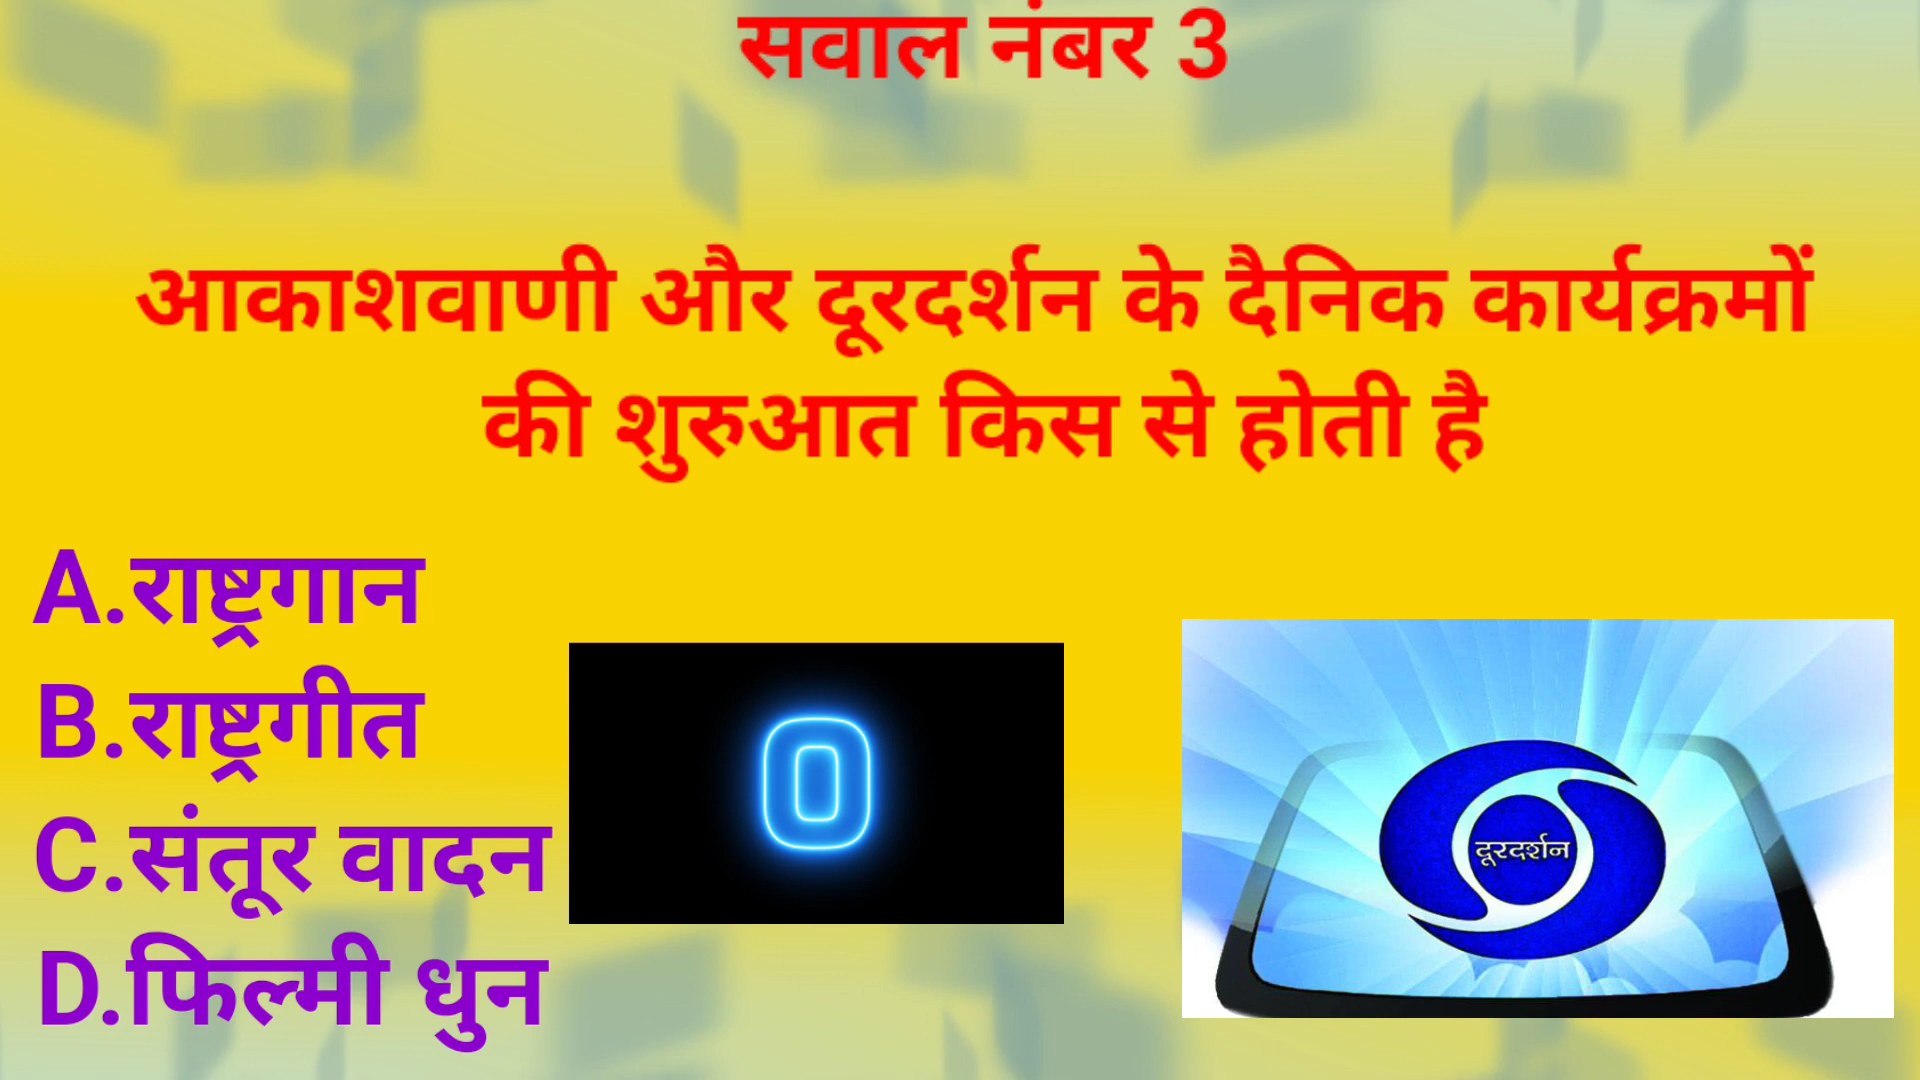 सवाल नंबर 3
आकाशवाणी और दूरदर्शन के दैनिक कार्यक्रमों
की शुरुआत किस से होती है
A.राष्ट्रगान
B.राष्ट्रगीत
C.संतूर वादन
D.फिल्मी धुन
0
दूरदर्शन